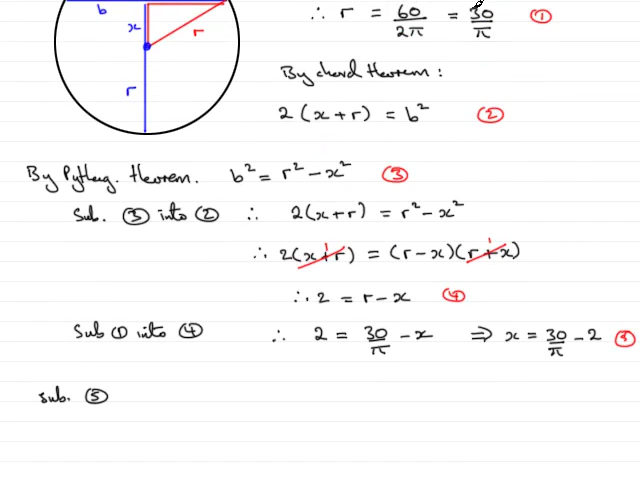 b x r r
∴ r = 60/2π = 30/π ①
By chord theorem:
2(x+r) = b² ②
By Pythag. theorem. b² = r² - x² ③
Sub. ③ into ② ∴ 2(x+r) = r² - x²
∴ 2(x+r) = (r-x)(r+x)
∴ 2 = r - x ④
Sub ① into ④ ∴ 2 = 30/π - x ⇒ x = 30/π - 2 ⑤
sub. ⑤